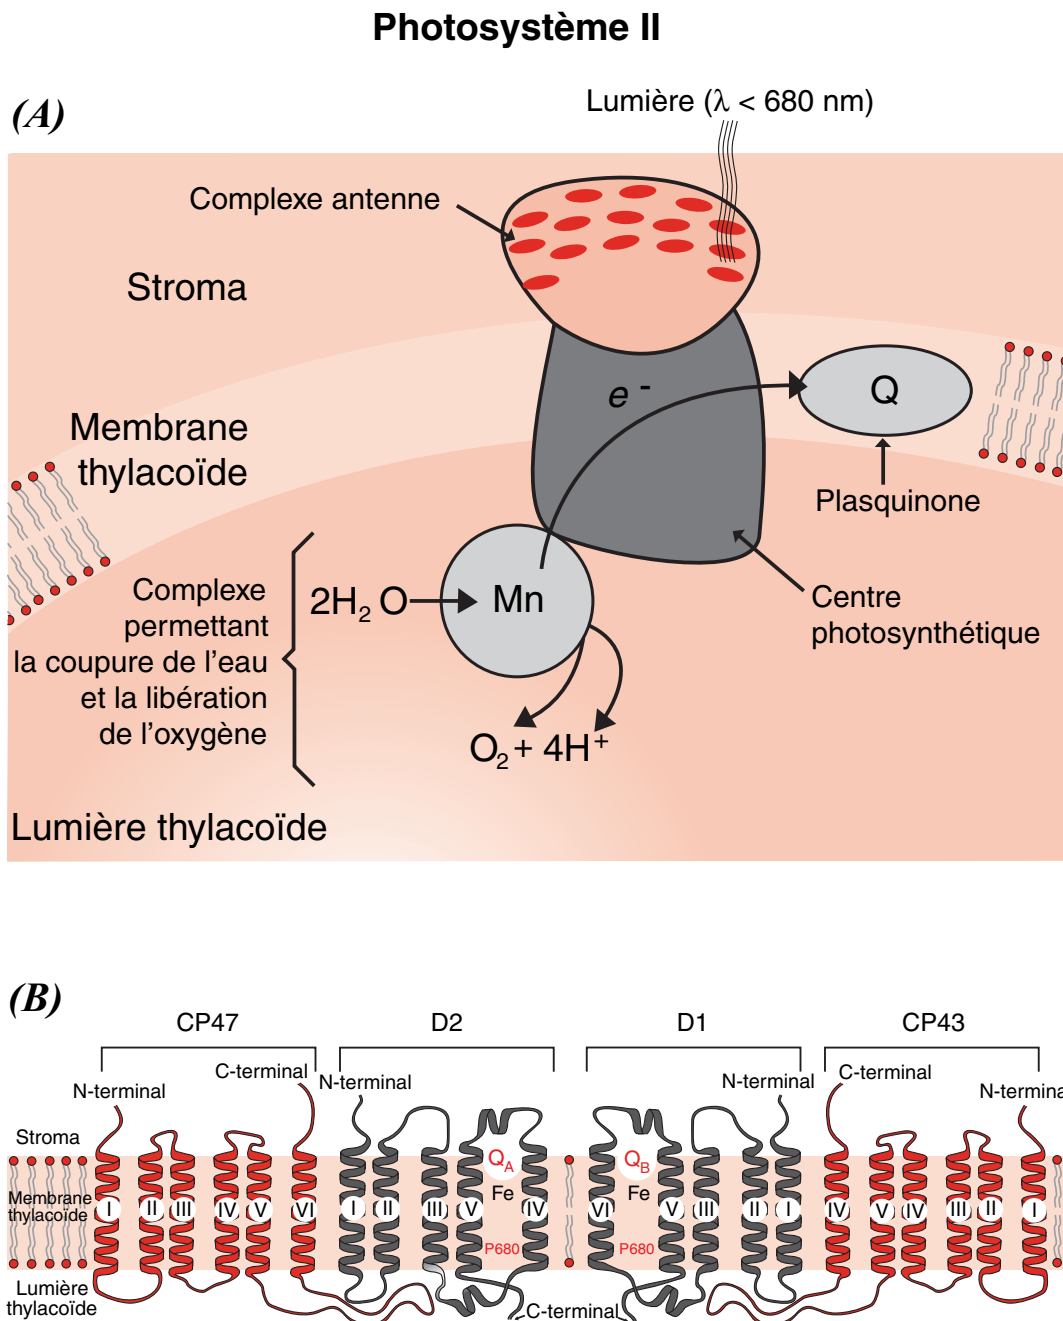 Photosystème II
(A)
Lumière (λ < 680 nm)
Complexe antenne
Stroma
e -
Q
Membrane
thylacoïde
Plasquinone
Complexe
permettant
la coupure de l'eau
et la libération
de l'oxygène
2H2 O
Mn
Centre
photosynthétique
O2 + 4H+
Lumière thylacoïde
(B)
CP47 D2 D1 CP43
N-terminal C-terminal N-terminal N-terminal C-terminal N-terminal
Stroma
QA QB
Fe Fe
Membrane
thylacoïde
I II III IV V VI I II III V IV VI V III II I IV V IV III II I
P680 P680
Lumière
thylacoïde
C-terminal